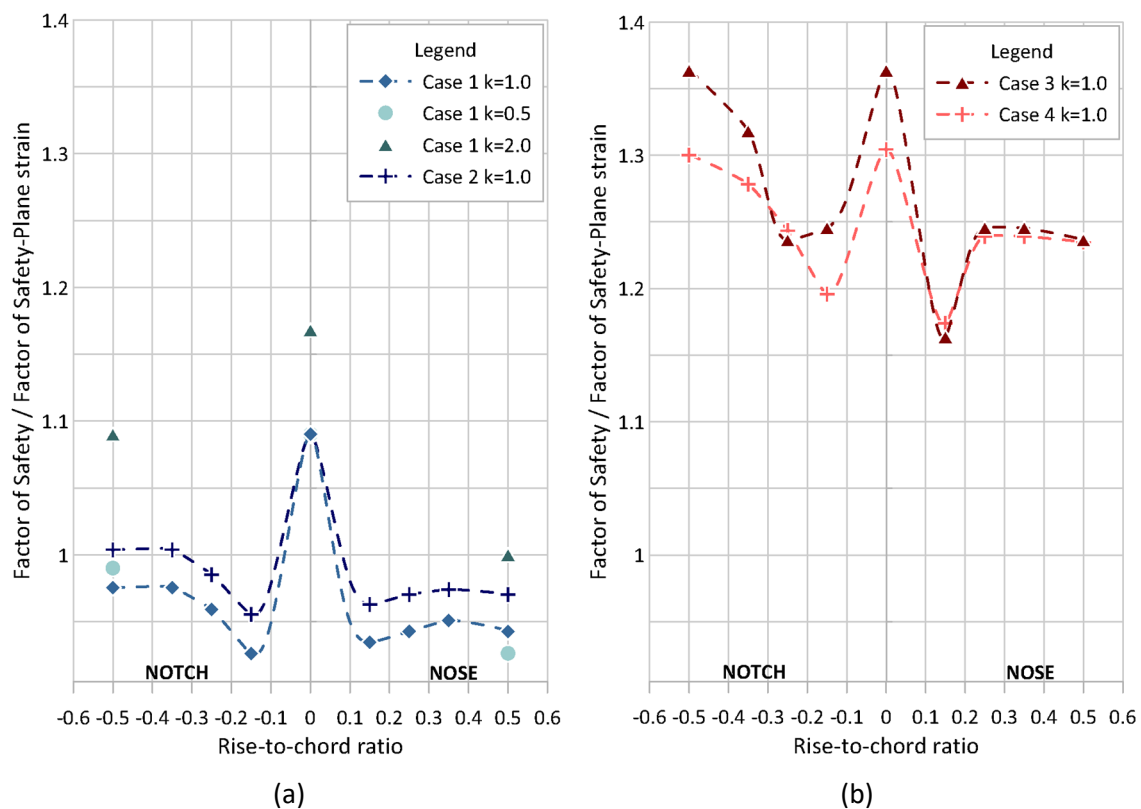 Factor of Safety / Factor of Safety-Plane strain
1.4
1.3
1.2
1.1
1
Legend
Case 1 k=1.0
Case 1 k=0.5
Case 1 k=2.0
Case 2 k=1.0
NOTCH NOSE
-0.6 -0.5 -0.4 -0.3 -0.2 -0.1 0 0.1 0.2 0.3 0.4 0.5 0.6
Rise-to-chord ratio
(a)
Factor of Safety / Factor of Safety-Plane strain
1.4
1.3
1.2
1.1
1
Legend
Case 3 k=1.0
Case 4 k=1.0
NOTCH NOSE
-0.6 -0.5 -0.4 -0.3 -0.2 -0.1 0 0.1 0.2 0.3 0.4 0.5 0.6
Rise-to-chord ratio
(b)